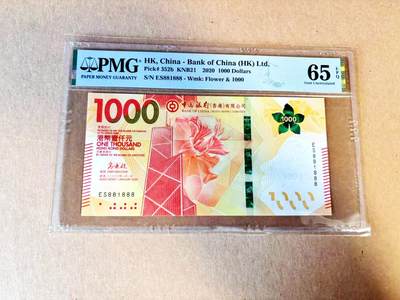 PMG
PAPER MONEY GUARANTY
HK, China - Bank of China (HK) Ltd.
Pick# 352b KNB21 2020 1000 Dollars
S/N ES881888 - Wmk: Flower & 1000
65 EPQ
Gem Uncirculated
1000
中國銀行(香港)有限公司
BANK OF CHINA (HONG KONG) LIMITED
港幣壹仟元
ONE THOUSAND
HONG KONG DOLLARS
1000
ES881888
ES881888
1000